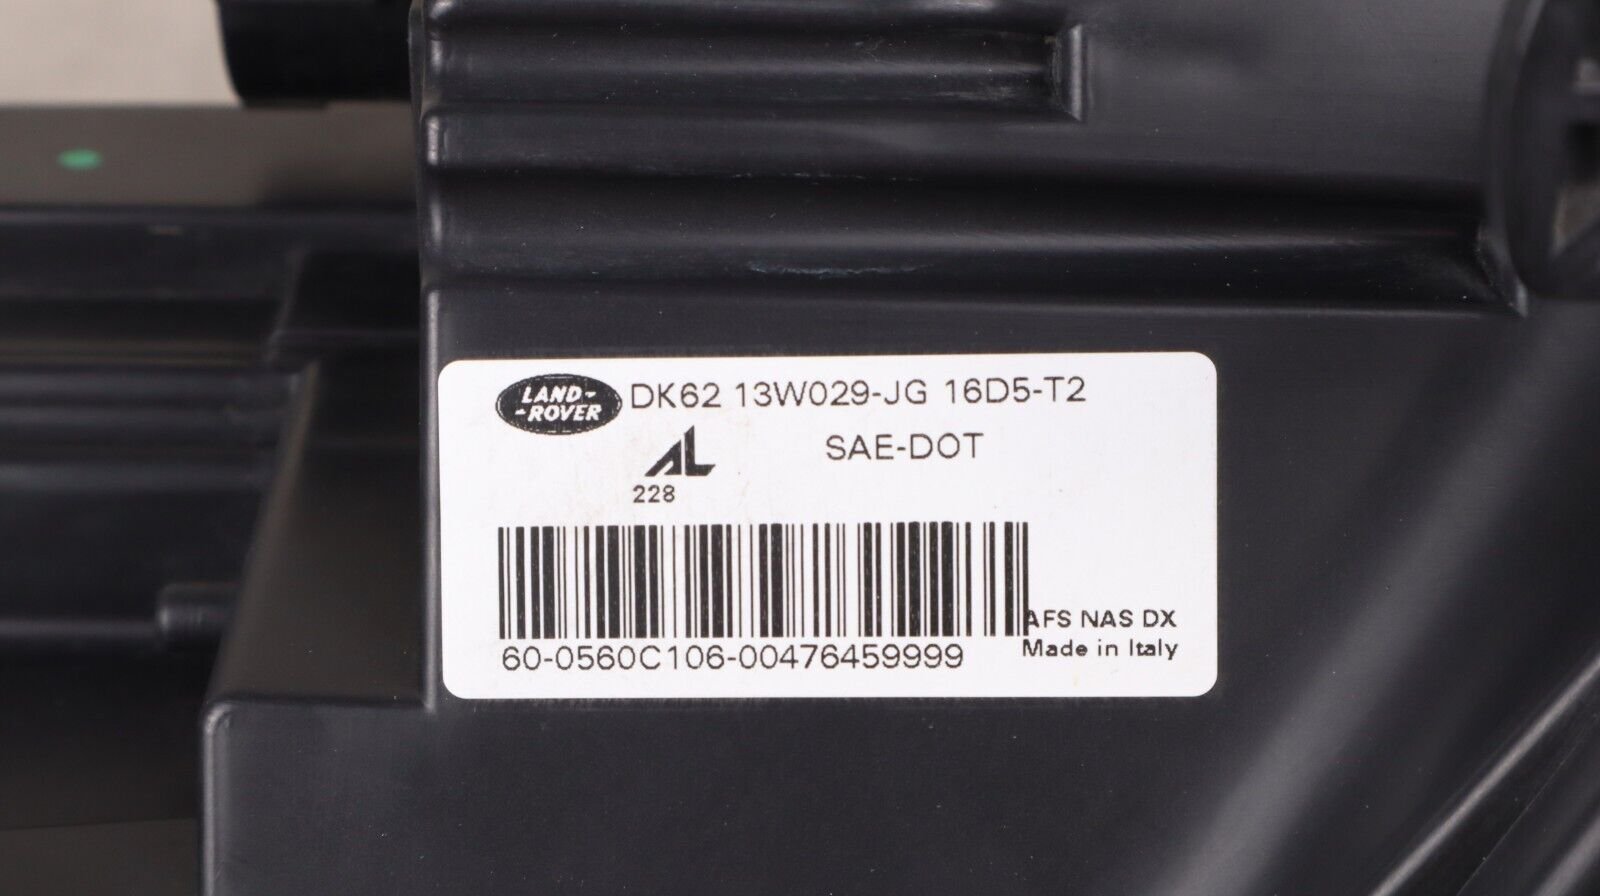 LAND-
-ROVER
DK62 13W029-JG 16D5-T2
SAE-DOT
AL
228
AFS NAS DX
Made in Italy
60-0560C106-00476459999